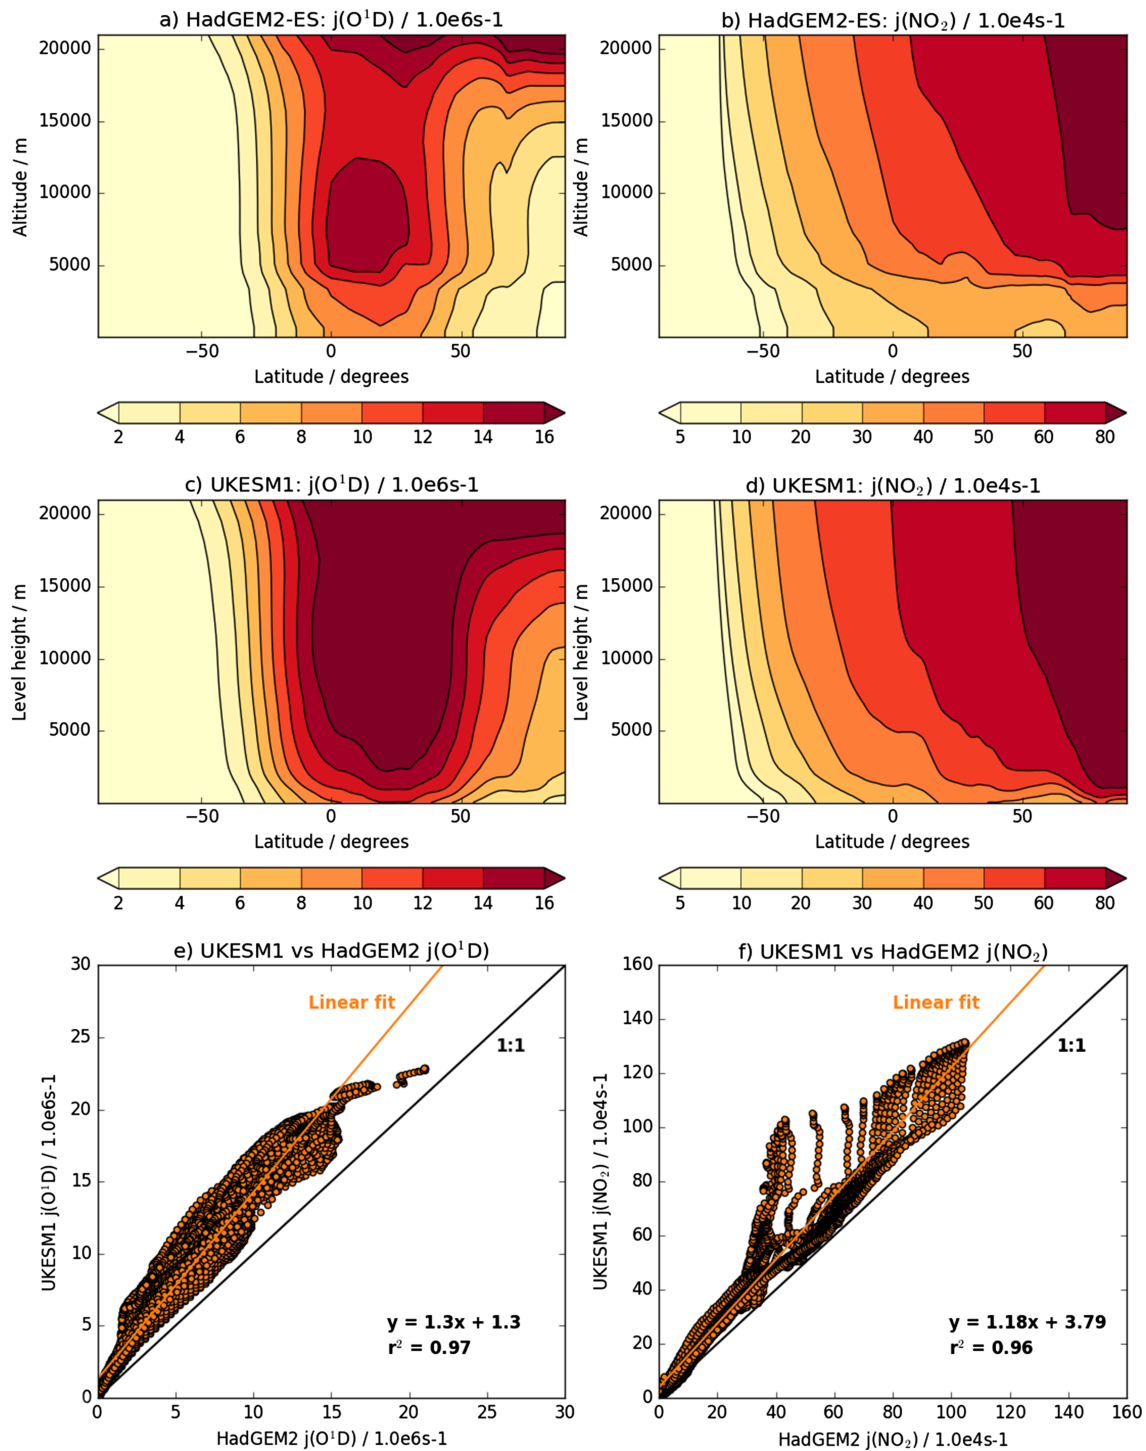 a) HadGEM2-ES: j(O¹D) / 1.0e6s-1
b) HadGEM2-ES: j(NO₂) / 1.0e4s-1
20000
15000
10000
5000
Altitude / m
−50 0 50
Latitude / degrees
2 4 6 8 10 12 14 16
20000
15000
10000
5000
Altitude / m
−50 0 50
Latitude / degrees
5 10 20 30 40 50 60 80
c) UKESM1: j(O¹D) / 1.0e6s-1
d) UKESM1: j(NO₂) / 1.0e4s-1
20000
15000
10000
5000
Level height / m
−50 0 50
Latitude / degrees
2 4 6 8 10 12 14 16
20000
15000
10000
5000
Level height / m
−50 0 50
Latitude / degrees
5 10 20 30 40 50 60 80
e) UKESM1 vs HadGEM2 j(O¹D)
f) UKESM1 vs HadGEM2 j(NO₂)
30
25
20
15
10
5
0
UKESM1 j(O¹D) / 1.0e6s-1
Linear fit
1:1
y = 1.3x + 1.3
r² = 0.97
0 5 10 15 20 25 30
HadGEM2 j(O¹D) / 1.0e6s-1
160
140
120
100
80
60
40
20
0
UKESM1 j(NO₂) / 1.0e4s-1
Linear fit
1:1
y = 1.18x + 3.79
r² = 0.96
0 20 40 60 80 100 120 140 160
HadGEM2 j(NO₂) / 1.0e4s-1